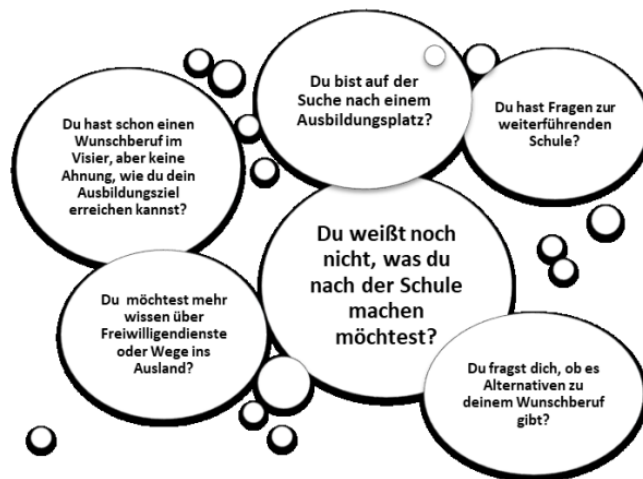 Du bist auf der
Suche nach einem
Ausbildungsplatz?
Du hast Fragen zur
weiterführenden
Schule?
Du hast schon einen
Wunschberuf im
Visier, aber keine
Ahnung, wie du dein
Ausbildungsziel
erreichen kannst?
Du weißt noch
nicht, was du
nach der Schule
machen
möchtest?
Du möchtest mehr
wissen über
Freiwilligendienste
oder Wege ins
Ausland?
Du fragst dich, ob es
Alternativen zu
deinem Wunschberuf
gibt?